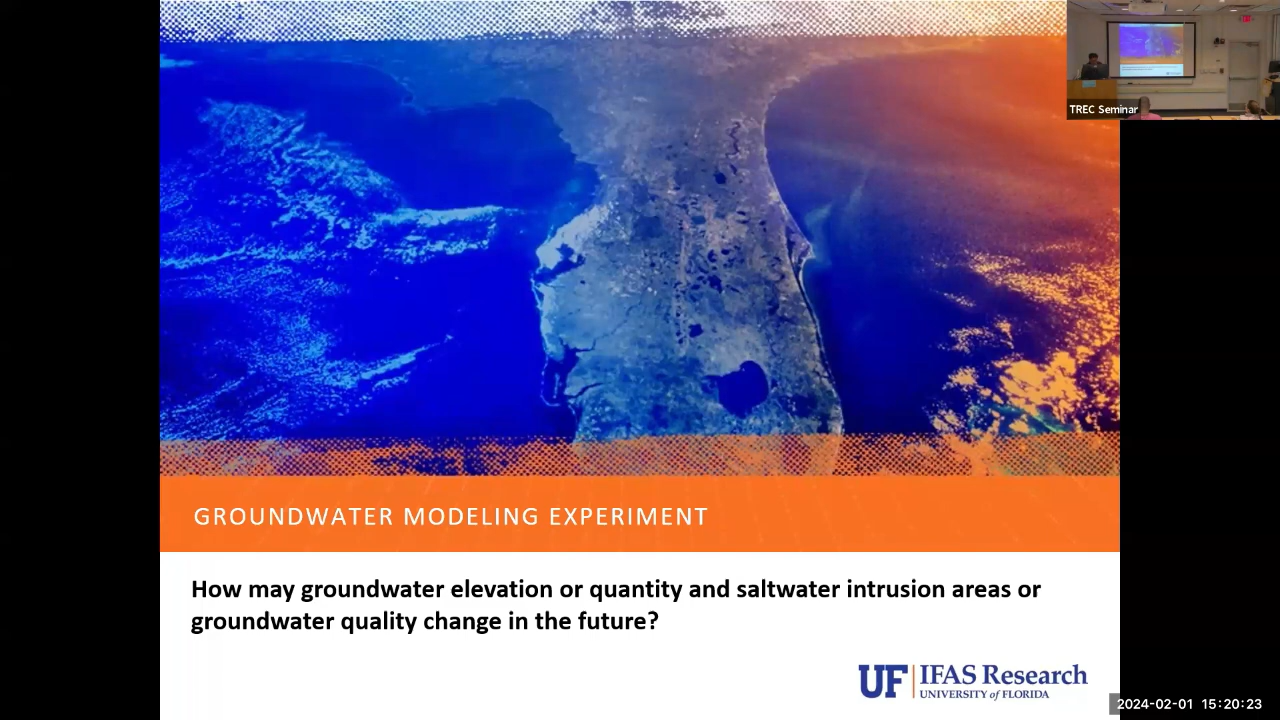 TREC Seminar
GROUNDWATER MODELING EXPERIMENT
How may groundwater elevation or quantity and saltwater intrusion areas or
groundwater quality change in the future?
UF IFAS Research
UNIVERSITY of FLORIDA
2024-02-01 15:20:23